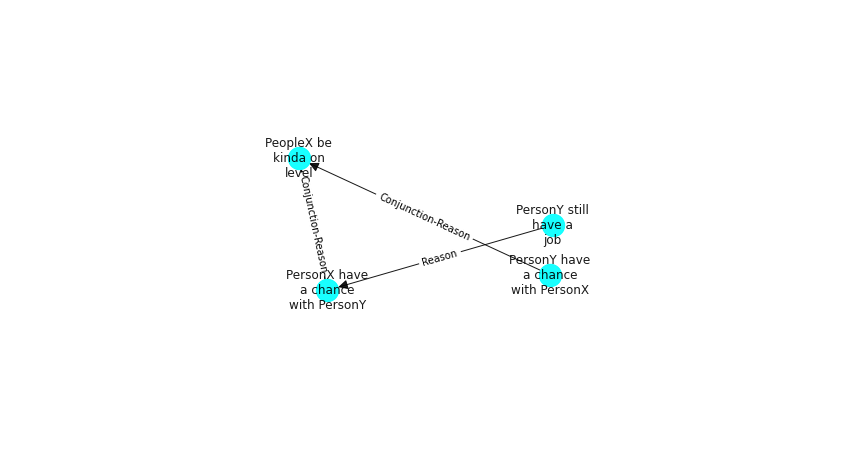 PeopleX be
kinda on
level
Conjunction-Reason
Conjunction-Reason
PersonY still
have a
job
Reason
PersonY have
a chance
with PersonX
PersonX have
a chance
with PersonY